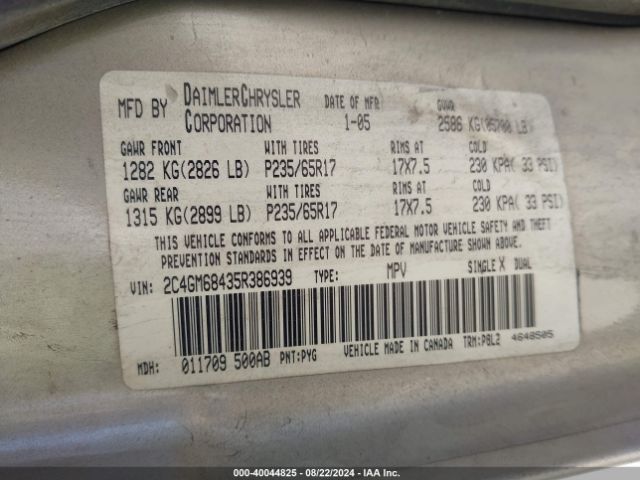 MFD BY DAIMLERCHRYSLER CORPORATION DATE OF MFR 1-05 GVWR 2586 KG(05700 LB)
GAWR FRONT WITH TIRES RIMS AT COLD
1282 KG(2826 LB) P235/65R17 17X7.5 230 KPA( 33 PSI)
GAWR REAR WITH TIRES RIMS AT COLD
1315 KG(2899 LB) P235/65R17 17X7.5 230 KPA( 33 PSI)
THIS VEHICLE CONFORMS TO ALL APPLICABLE FEDERAL MOTOR VEHICLE SAFETY AND THEFT
PREVENTION STANDARDS IN EFFECT ON THE DATE OF MANUFACTURE SHOWN ABOVE.
VIN: 2C4GM68435R386939 TYPE: MPV SINGLE X DUAL
MDH: 011709 500AB PNT:PYG VEHICLE MADE IN CANADA TRM:P8L2 4648505
000-40044825 - 08/22/2024 - IAA Inc.